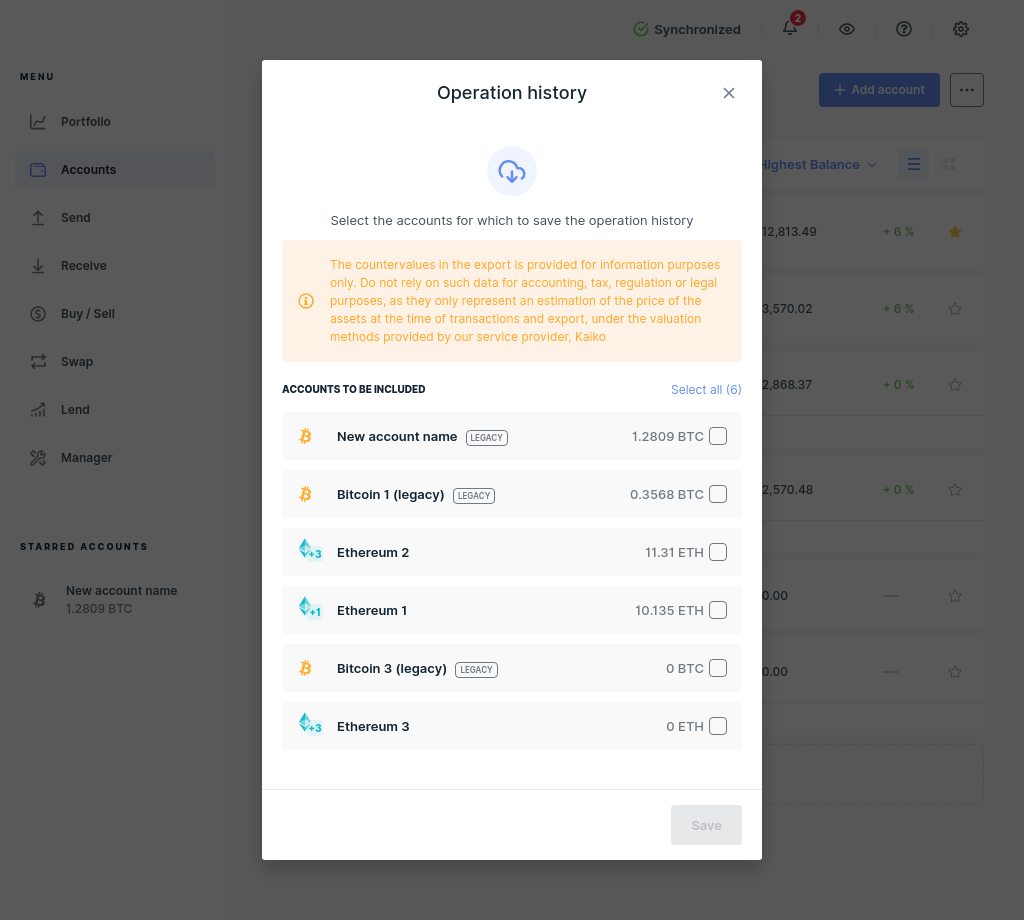 Synchronized
2
MENU
Portfolio
Accounts
Send
Receive
Buy / Sell
Swap
Lend
Manager
STARRED ACCOUNTS
New account name
1.2809 BTC
+ Add account
Highest Balance
12,813.49
+ 6 %
3,570.02
+ 6 %
2,868.37
+ 0 %
2,570.48
+ 0 %
0.00
—
0.00
—
Operation history
Select the accounts for which to save the operation history
The countervalues in the export is provided for information purposes
only. Do not rely on such data for accounting, tax, regulation or legal
purposes, as they only represent an estimation of the price of the
assets at the time of transactions and export, under the valuation
methods provided by our service provider, Kaiko
ACCOUNTS TO BE INCLUDED
Select all (6)
New account name LEGACY 1.2809 BTC
Bitcoin 1 (legacy) LEGACY 0.3568 BTC
+3 Ethereum 2 11.31 ETH
+1 Ethereum 1 10.135 ETH
Bitcoin 3 (legacy) LEGACY 0 BTC
+3 Ethereum 3 0 ETH
Save